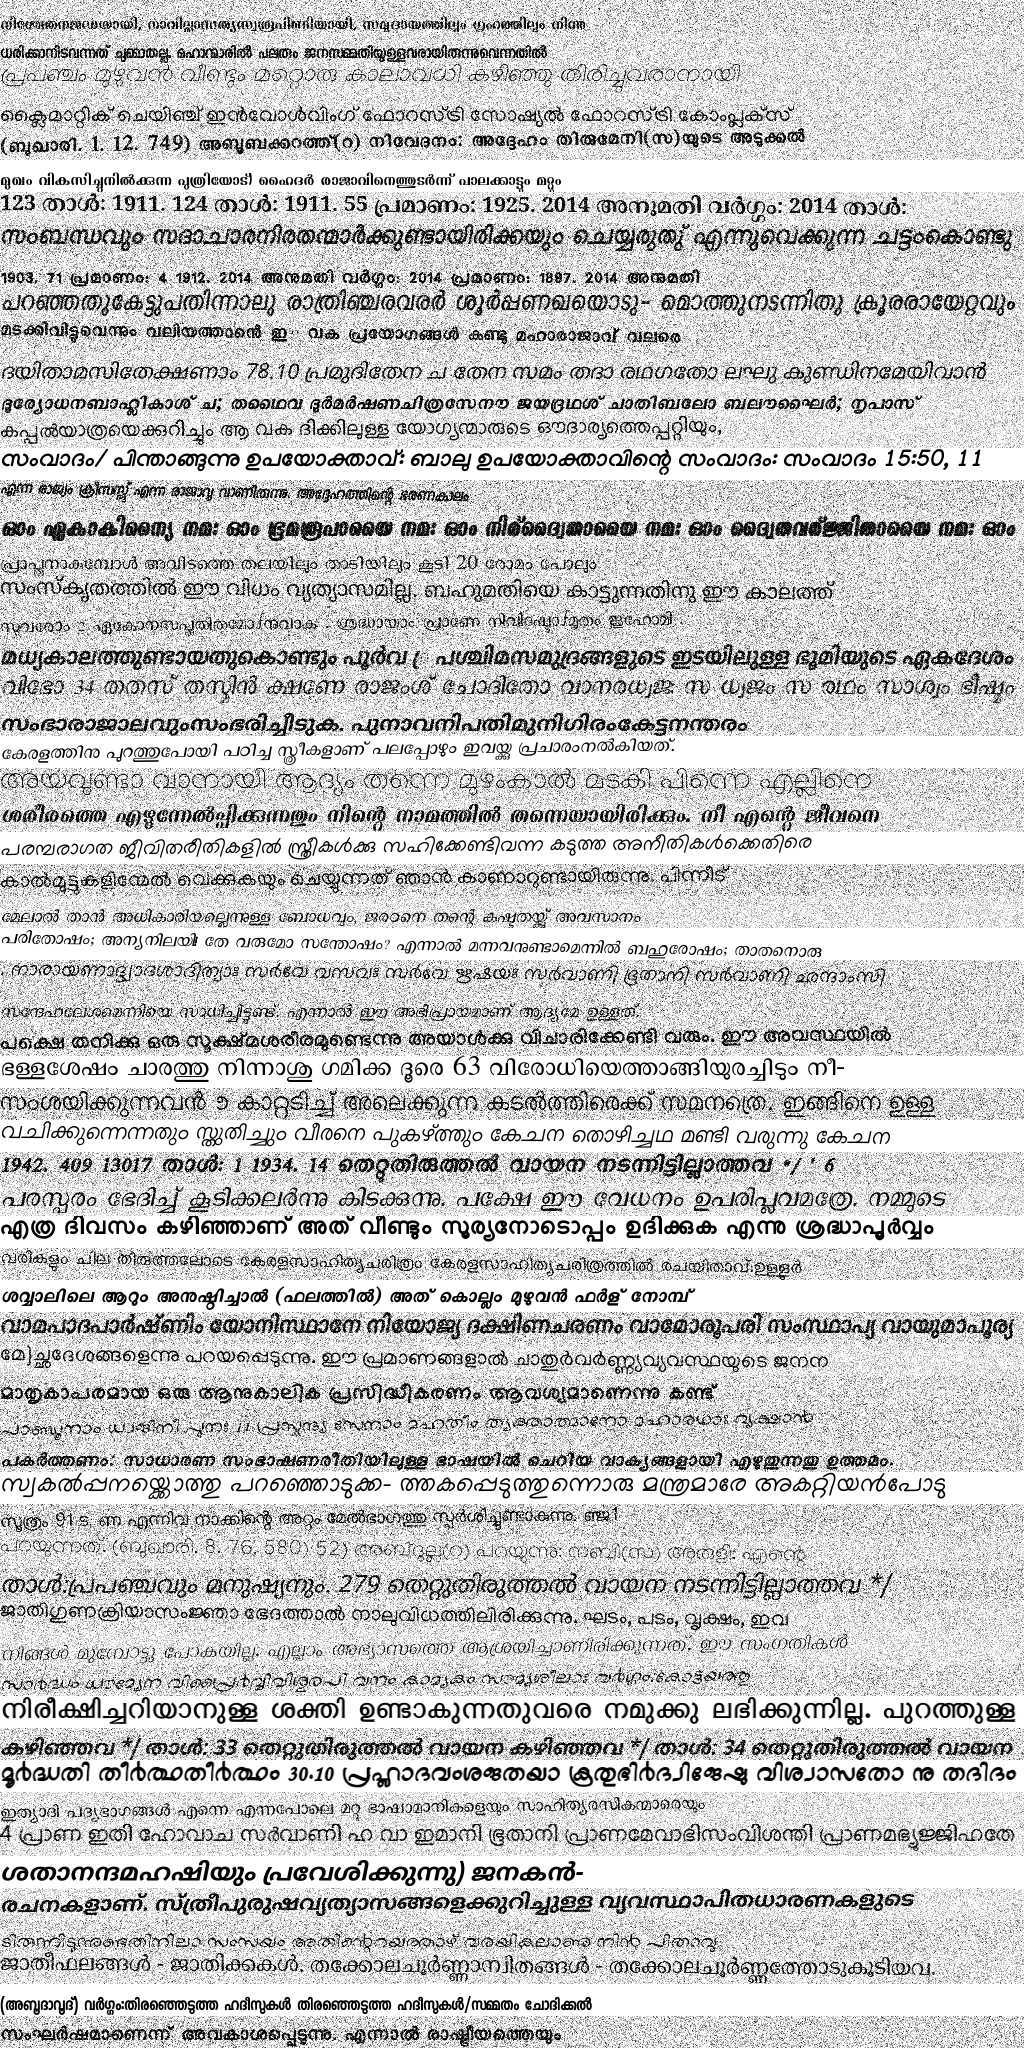 നിശ്ചേതനജഡയായി, നാവില്ലാസത്യസ്വരൂപിണിയായി, സമുദായത്തിലും ഗൃഹത്തിലും നിന്നു
ധരിക്കാനിടവന്നത് ചുമ്മാതല്ല. മഹാന്മാരിൽ പലരും ജനസമ്മതിയുള്ളവരായിരുന്നുവെന്നതിൽ
പ്രപഞ്ചം മുഴുവൻ വീണ്ടും മറ്റൊരു കാലാവധി കഴിഞ്ഞു തിരിച്ചുവരാനായി
ക്ലൈമാറ്റിക് ചെയിഞ്ച് ഇൻവോൾവിംഗ് ഫോറസ്ട്രി സോഷ്യൽ ഫോറസ്ട്രി കോംപ്ലക്സ്
(ബുഖാരി. 1. 12. 749) അബൂബക്കറത്ത്(റ) നിവേദനം: അദ്ദേഹം തിരുമേനി(സ)യുടെ അടുക്കൽ
മുഖം വികസിച്ചുനിൽക്കുന്ന പുത്രിയോട്! ഹൈദർ രാജാവിനെത്തുടർന്ന് പാലക്കാട്ടും മറ്റും
123 താൾ: 1911. 124 താൾ: 1911. 55 പ്രമാണം: 1925. 2014 അനുമതി വർഗ്ഗം: 2014 താൾ:
സംബന്ധവും സദാചാരനിരതന്മാർക്കുണ്ടായിരിക്കയും ചെയ്യരുതു് എന്നുവെക്കുന്ന ചട്ടംകൊണ്ടു
1903. 71 പ്രമാണം: 4 1912. 2014 അനുമതി വർഗ്ഗം: 2014 പ്രമാണം: 1897. 2014 അനുമതി
പറഞ്ഞതുകേട്ടുപതിന്നാലു രാത്രിഞ്ചരവരർ ശൂർപ്പണഖയൊടു- മൊത്തുനടന്നിതു ക്രൂരരായേറ്റവും
മടക്കിവിട്ടുവെന്നും വലിയത്താൻെ ഇ വക പ്രയോഗങ്ങൾ കണ്ടു മഹാരാജാവ് വലരെ
ദയിതാമസിതേക്ഷണാം 78.10 പ്രമുദിതേന ച തേന സമം തദാ രഥഗതോ ലഘു കുണ്ഡിനമേയിവാൻ
ദുര്യോധനബാഹ്ലികാശ് ച; തഥൈവ ദുർമർഷണചിത്രസേനൗ ജയദ്രഥശ് ചാതിബലോ ബലൗഘൈർ; നൃപാസ്
കപ്പൽയാത്രയെക്കുറിച്ചും ആ വക ദിക്കിലുള്ള യോഗ്യന്മാരുടെ ഔദാര്യത്തെപ്പറ്റിയും,
സംവാദം/ പിന്താങ്ങുന്നു ഉപയോക്താവ്: ബാലു ഉപയോക്താവിന്റെ സംവാദം: സംവാദം 15:50, 11
എന്ന രാജ്യം ക്രീസസ്സ് എന്ന രാജാവു വാണിരുന്നു. അദ്ദേഹത്തിന്റെ ഭരണകാലം
ഓം ഏകാകിന്യൈ നമഃ ഓം ഭ്രമരൂപായൈ നമഃ ഓം നിർദ്വൈതായൈ നമഃ ഓം ദ്വൈതവർജ്ജിതായൈ നമഃ ഓം
പ്രാപ്തനാകുമ്പോൾ അവിടത്തെ തലയിലും താടിയിലും കൂടി 20 രോമം പോലും
സംസ്കൃതത്തിൽ ഈ വിധം വ്യത്യാസമില്ല. ബഹുമതിയെ കാട്ടുന്നതിനു ഈ കാലത്ത്
ശ്രദ്ധായാം പ്രാണേ നിവിഷ്ടോമൃതം ജുഹോമി
മധ്യകാലത്തുണ്ടായതുകൊണ്ടും പൂർവ ( പശ്ചിമസമുദ്രങ്ങളുടെ ഇടയിലുള്ള ഭൂമിയുടെ ഏകദേശം
വിഭോ 34 തതസ് തസ്മിൻ ക്ഷണേ രാജംശ് ചോദിതോ വാനരധ്വജഃ സ ധ്വജം സ രഥം സാശ്വം ഭീഷ്മം
സംഭാരാജാലവുംസംഭരിച്ചീടുക. പുനാവനിപതിമുനിഗിരംകേട്ടനന്തരം
കേരളത്തിനു പുറത്തുപോയി പഠിച്ച സ്ത്രീകളാണ് പലപ്പോഴും ഇവയ്ക്കു പ്രചാരംനൽകിയത്.
അയവുണ്ടാ വാനായി ആദ്യം തന്നെ മുഴംകാൽ മടകി പിന്നെ എല്ലിനെ
ശരീരത്തെ എഴുന്നേൽപ്പിക്കുന്നതും നിന്റെ നാമത്തിൽ തന്നെയായിരിക്കും. നീ എന്റെ ജീവനെ
പരമ്പരാഗത ജീവിതരീതികളിൽ സ്ത്രീകൾക്കു സഹിക്കേണ്ടിവന്ന കടുത്ത അനീതികൾക്കെതിരെ
കാൽമുട്ടുകളിന്മേൽ വെക്കുകയും ചെയ്യുന്നത് ഞാൻ കാണാറുണ്ടായിരുന്നു. പിന്നീട്
മേലാൽ താൻ അധികാരിയല്ലെന്നുള്ള ബോധവും, ജരാനെ തന്റെ കഷ്ടതയ്ക്ക് അവസാനം
പരിതോഷം; അന്യനിലയി തേ വരുമോ സന്തോഷം? എന്നാൽ മന്നവനുണ്ടാമെന്നിൽ ബഹുരോഷം; താതനൊരു
. നാരായണാദ്ദ്വാദശാദിത്യാഃ സർവേ വസവഃ സർവേ ഋഷയഃ സർവാണി ഭൂതാനി സർവാണി ഛന്ദാംസി
സന്ദേഹലേശമെന്നിയെ സാധിച്ചിട്ടുണ്ട്. എന്നാൽ ഈ അഭിപ്രായമാണ് ആദ്യമേ ഉള്ളത്.
പക്ഷെ തനിക്കു ഒരു സൂക്ഷ്മശരീരമുണ്ടെന്നു അയാൾക്കു വിചാരിക്കേണ്ടി വരും. ഈ അവസ്ഥയിൽ
ഭള്ളശേഷം ചാരത്തു നിന്നാശു ഗമിക്ക ദൂരെ 63 വിരോധിയെത്താങ്ങിയുരച്ചിടും നീ-
സംശയിക്കുന്നവൻ ൗ കാറ്റടിച്ച് അലെക്കുന്ന കടൽത്തിരെക്ക് സമനത്രെ. ഇങ്ങിനെ ഉള്ള
വചിക്കുന്നെന്നതും സ്തുതിച്ചും വീരനെ പുകഴ്ത്തും കേചന തൊഴിച്ചഥ മണ്ടി വരുന്നു കേചന
1942. 409 13017 താൾ: 1 1934. 14 തെറ്റുതിരുത്തൽ വായന നടന്നിട്ടില്ലാത്തവ */ ' 6
പരസ്പരം ഭേദിച്ച് കൂടിക്കലർന്നു കിടക്കുന്നു. പക്ഷേ ഈ വേധനം ഉപരിപ്ലവമത്രേ. നമ്മുടെ
എത്ര ദിവസം കഴിഞ്ഞാണ് അത് വീണ്ടും സൂര്യനോടൊപ്പം ഉദിക്കുക എന്നു ശ്രദ്ധാപൂർവ്വം
വരികളും ചില തിരുത്തലോടെ കേരളസാഹിത്യചരിത്രം കേരളസാഹിത്യചരിത്രത്തിൽ രചയിതാവ്:ഉള്ളൂർ
ശവ്വാലിലെ ആറും അനുഷ്ഠിച്ചാൽ (ഫലത്തിൽ) അത് കൊല്ലം മുഴുവൻ ഫർള് നോമ്പ്
വാമപാദപാർഷ്ണിം യോനിസ്ഥാനേ നിയോജ്യ ദക്ഷിണചരണം വാമോരൂപരി സംസ്ഥാപ്യ വായുമാപൂര്യ
മേ)ച്ഛദേശങ്ങളെന്നു പറയപ്പെടുന്നു. ഈ പ്രമാണങ്ങളാൽ ചാതുർവർണ്ണ്യവ്യവസ്ഥയുടെ ജനന
മാതൃകാപരമായ ഒരു ആനുകാലിക പ്രസിദ്ധീകരണം ആവശ്യമാണെന്നു കണ്ട്
പാണ്ഡൂനാം ധ്വജിനീ പുനഃ 11 പ്രസ്കന്ദ്യ സേനാം മഹതീം ത്യക്താത്മാനോ മഹാരഥാഃ വൃക്ഷാൻ
പകർത്തണം: സാധാരണ സംഭാഷണരീതിയിലുള്ള ഭാഷയിൽ ചെറിയ വാക്യങ്ങളായി എഴുതുന്നതു ഉത്തമം.
സ്വകൽപ്പനയ്ക്കൊത്തു പറഞ്ഞൊടുക്ക- ത്തകപ്പെടുത്തുന്നൊരു മന്ത്രമാരേ അകറ്റിയൻപോടു
സൂത്രം 91 ട. ണ എന്നിവ നാക്കിന്റെ അറ്റം മേൽഭാഗത്തു സ്പർശിച്ചുണ്ടാകുന്നു. ഞ്ജ1
പറയുന്നത്. (ബുഖാരി. 8. 76. 580) 52) അബ്ദുല്ല(റ) പറയുന്നു: നബി(സ) അരുളി: എന്റെ
താൾ:പ്രപഞ്ചവും മനുഷ്യനും. 279 തെറ്റുതിരുത്തൽ വായന നടന്നിട്ടില്ലാത്തവ */
ജാതിഗുണക്രിയാസംജ്ഞാ ഭേദത്താൽ നാലുവിധത്തിലിരിക്കുന്നു. ഘടം, പടം, വൃക്ഷം, ഇവ
നിങ്ങൾ മുമ്പോട്ടു പോകയില്ല. എല്ലാം അഭ്യാസത്തെ ആശ്രയിച്ചാണിരിക്കുന്നത്. ഈ സംഗതികൾ
വർഗ്ഗം:കോട്ടയത്തു
നിരീക്ഷിച്ചറിയാനുള്ള ശക്തി ഉണ്ടാകുന്നതുവരെ നമുക്കു ലഭിക്കുന്നില്ല. പുറത്തുള്ള
കഴിഞ്ഞവ */ താൾ: 33 തെറ്റുതിരുത്തൽ വായന കഴിഞ്ഞവ */ താൾ: 34 തെറ്റുതിരുത്തൽ വായന
മൂർദ്ധതി തീർത്ഥതീർത്ഥം 30.10 പ്രഹ്ലാദവംശജതയാ ക്രതുഭിർദ്വിജേഷു വിശ്വാസതോ നു തദിദം
ഇത്യാദി പദ്യഭാഗങ്ങൾ എന്നെ എന്നപോലെ മറ്റു ഭാഷാമാനികളെയും സാഹിത്യരസികന്മാരെയും
4 പ്രാണ ഇതി ഹോവാച സർവാണി ഹ വാ ഇമാനി ഭൂതാനി പ്രാണമേവാഭിസംവിശന്തി പ്രാണമഭ്യുജ്ജിഹതേ
ശതാനന്ദമഹഷിയും പ്രവേശിക്കുന്നു) ജനകൻ-
രചനകളാണ്. സ്ത്രീപുരുഷവ്യത്യാസങ്ങളെക്കുറിച്ചുള്ള വ്യവസ്ഥാപിതധാരണകളുടെ
പിതാവു
ജാതീഫലങ്ങൾ - ജാതിക്കകൾ. തക്കോലചൂർണ്ണാന്വിതങ്ങൾ - തക്കോലചൂർണ്ണത്തോടുകൂടിയവ.
(അബൂദാവൂദ്) വർഗ്ഗം:തിരഞ്ഞെടുത്ത ഹദീസുകൾ തിരഞ്ഞെടുത്ത ഹദീസുകൾ/സമ്മതം ചോദിക്കൽ
സംഘർഷമാണെന്ന് അവകാശപ്പെടുന്നു. എന്നാൽ രാഷ്ട്രീയത്തെയും